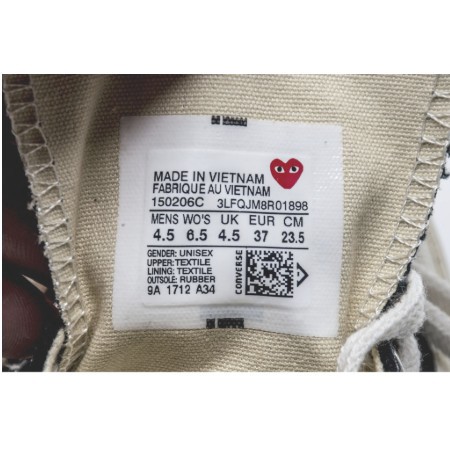 MADE IN VIETNAM
FABRIQUE AU VIETNAM
150206C 3LFQJM8R01898
MENS WO'S UK EUR CM
4.5 6.5 4.5 37 23.5
GENDER: UNISEX
UPPER: TEXTILE
LINING: TEXTILE
OUTSOLE: RUBBER
9A 1712 A34
CONVERSE